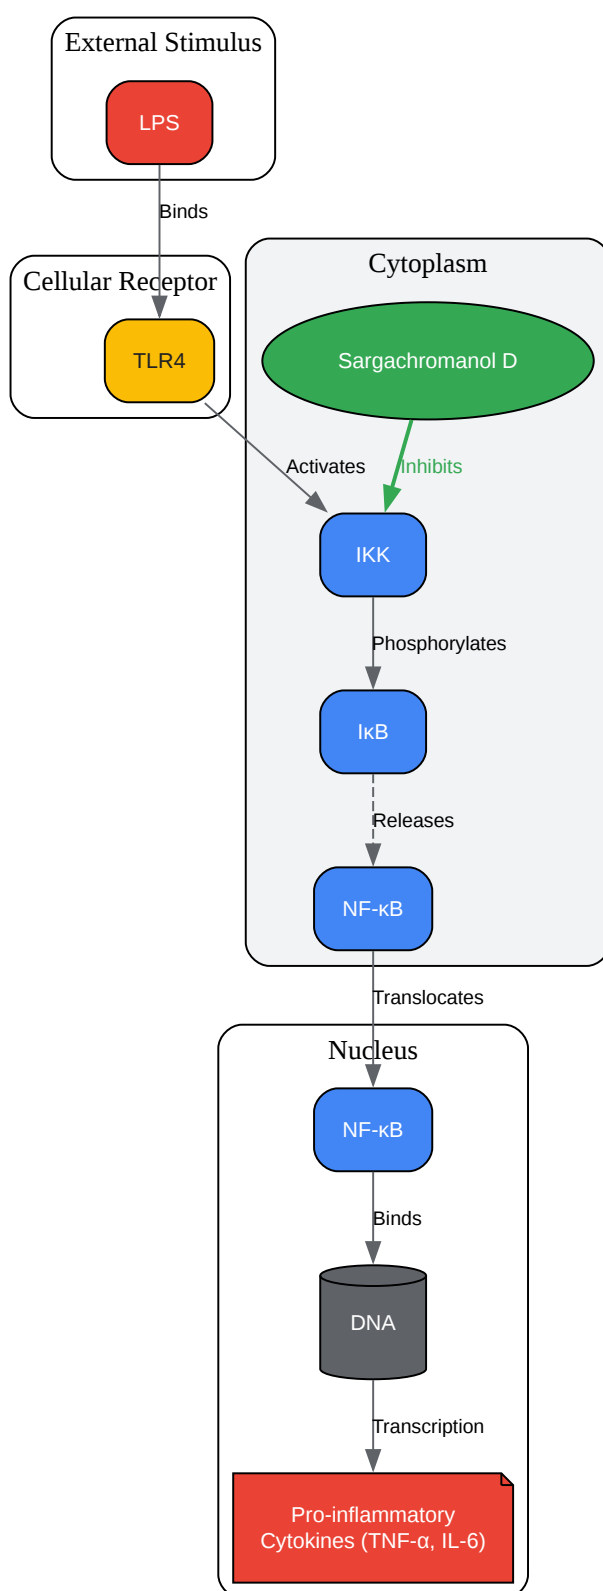 External Stimulus
LPS
Binds
Cellular Receptor
TLR4
Cytoplasm
Sargachromanol D
Activates
Inhibits
IKK
Phosphorylates
IκB
Releases
NF-κB
Translocates
Nucleus
NF-κB
Binds
DNA
Transcription
Pro-inflammatory
Cytokines (TNF-α, IL-6)